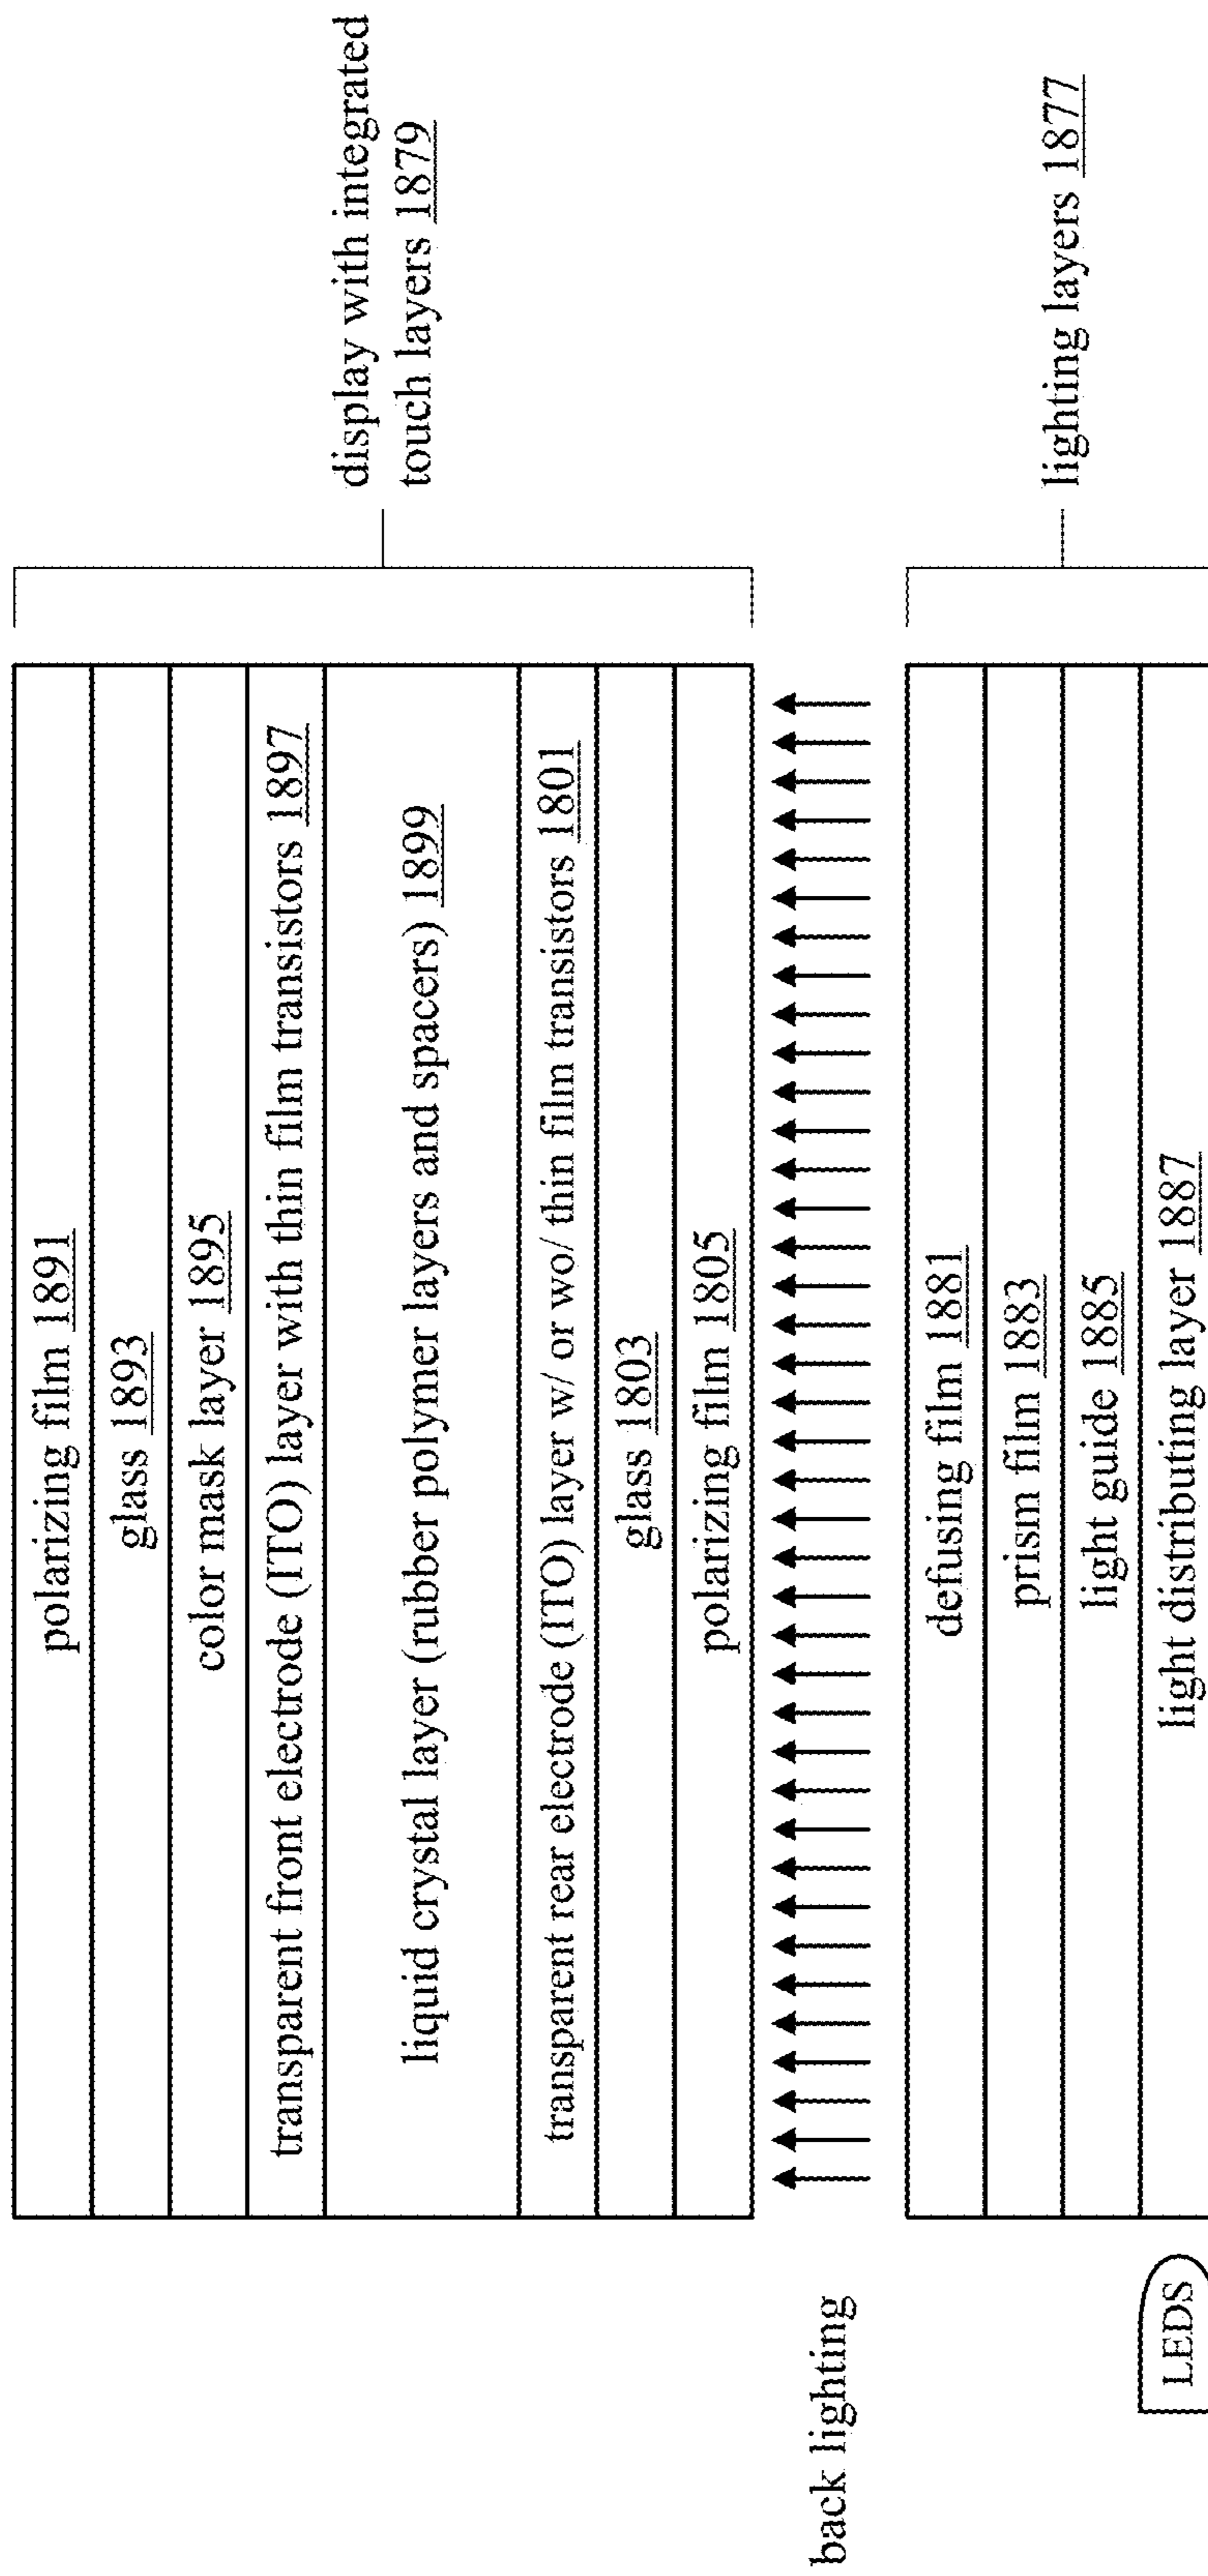 polarizing film 1891
glass 1893
color mask layer 1895
transparent front electrode (ITO) layer with thin film transistors 1897
liquid crystal layer (rubber polymer layers and spacers) 1899
transparent rear electrode (ITO) layer w/ or wo/ thin film transistors 1801
glass 1803
polarizing film 1805
display with integrated
touch layers 1879
back lighting
defusing film 1881
prism film 1883
light guide 1885
light distributing layer 1887
lighting layers 1877
LEDS